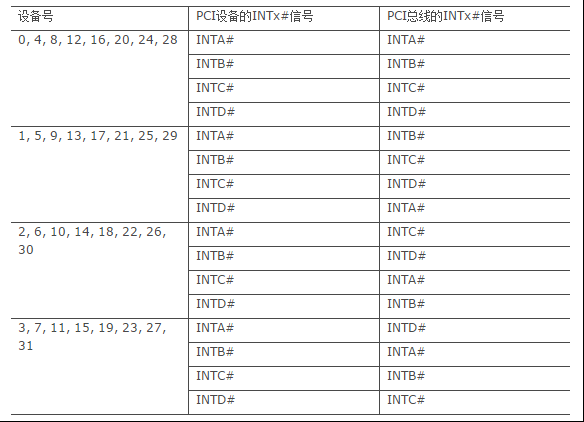 设备号 PCI设备的INTx#信号 PCI总线的INTx#信号
0, 4, 8, 12, 16, 20, 24, 28 INTA# INTA#
INTB# INTB#
INTC# INTC#
INTD# INTD#
1, 5, 9, 13, 17, 21, 25, 29 INTA# INTB#
INTB# INTC#
INTC# INTD#
INTD# INTA#
2, 6, 10, 14, 18, 22, 26, INTA# INTC#
30
INTB# INTD#
INTC# INTA#
INTD# INTB#
3, 7, 11, 15, 19, 23, 27, INTA# INTD#
31
INTB# INTA#
INTC# INTB#
INTD# INTC#